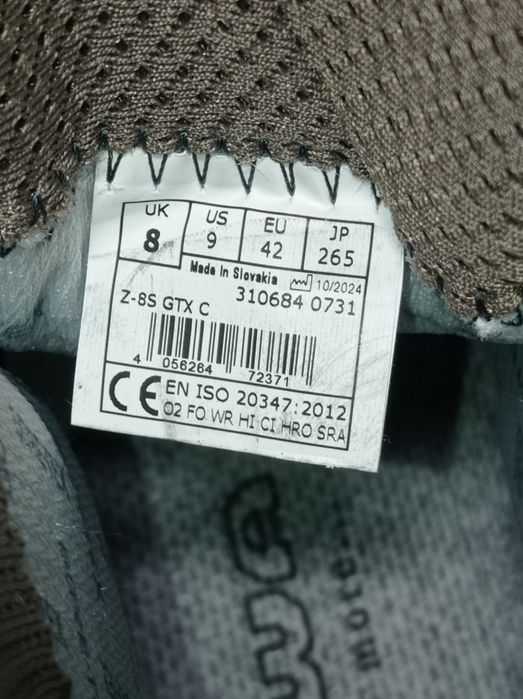 UK US EU JP
8 9 42 265
Made In Slovakia 10/2024
310684 0731
Z-8S GTX C
4 056264 72371
CE EN ISO 20347:2012
O2 FO WR HI CI HRO SRA
more